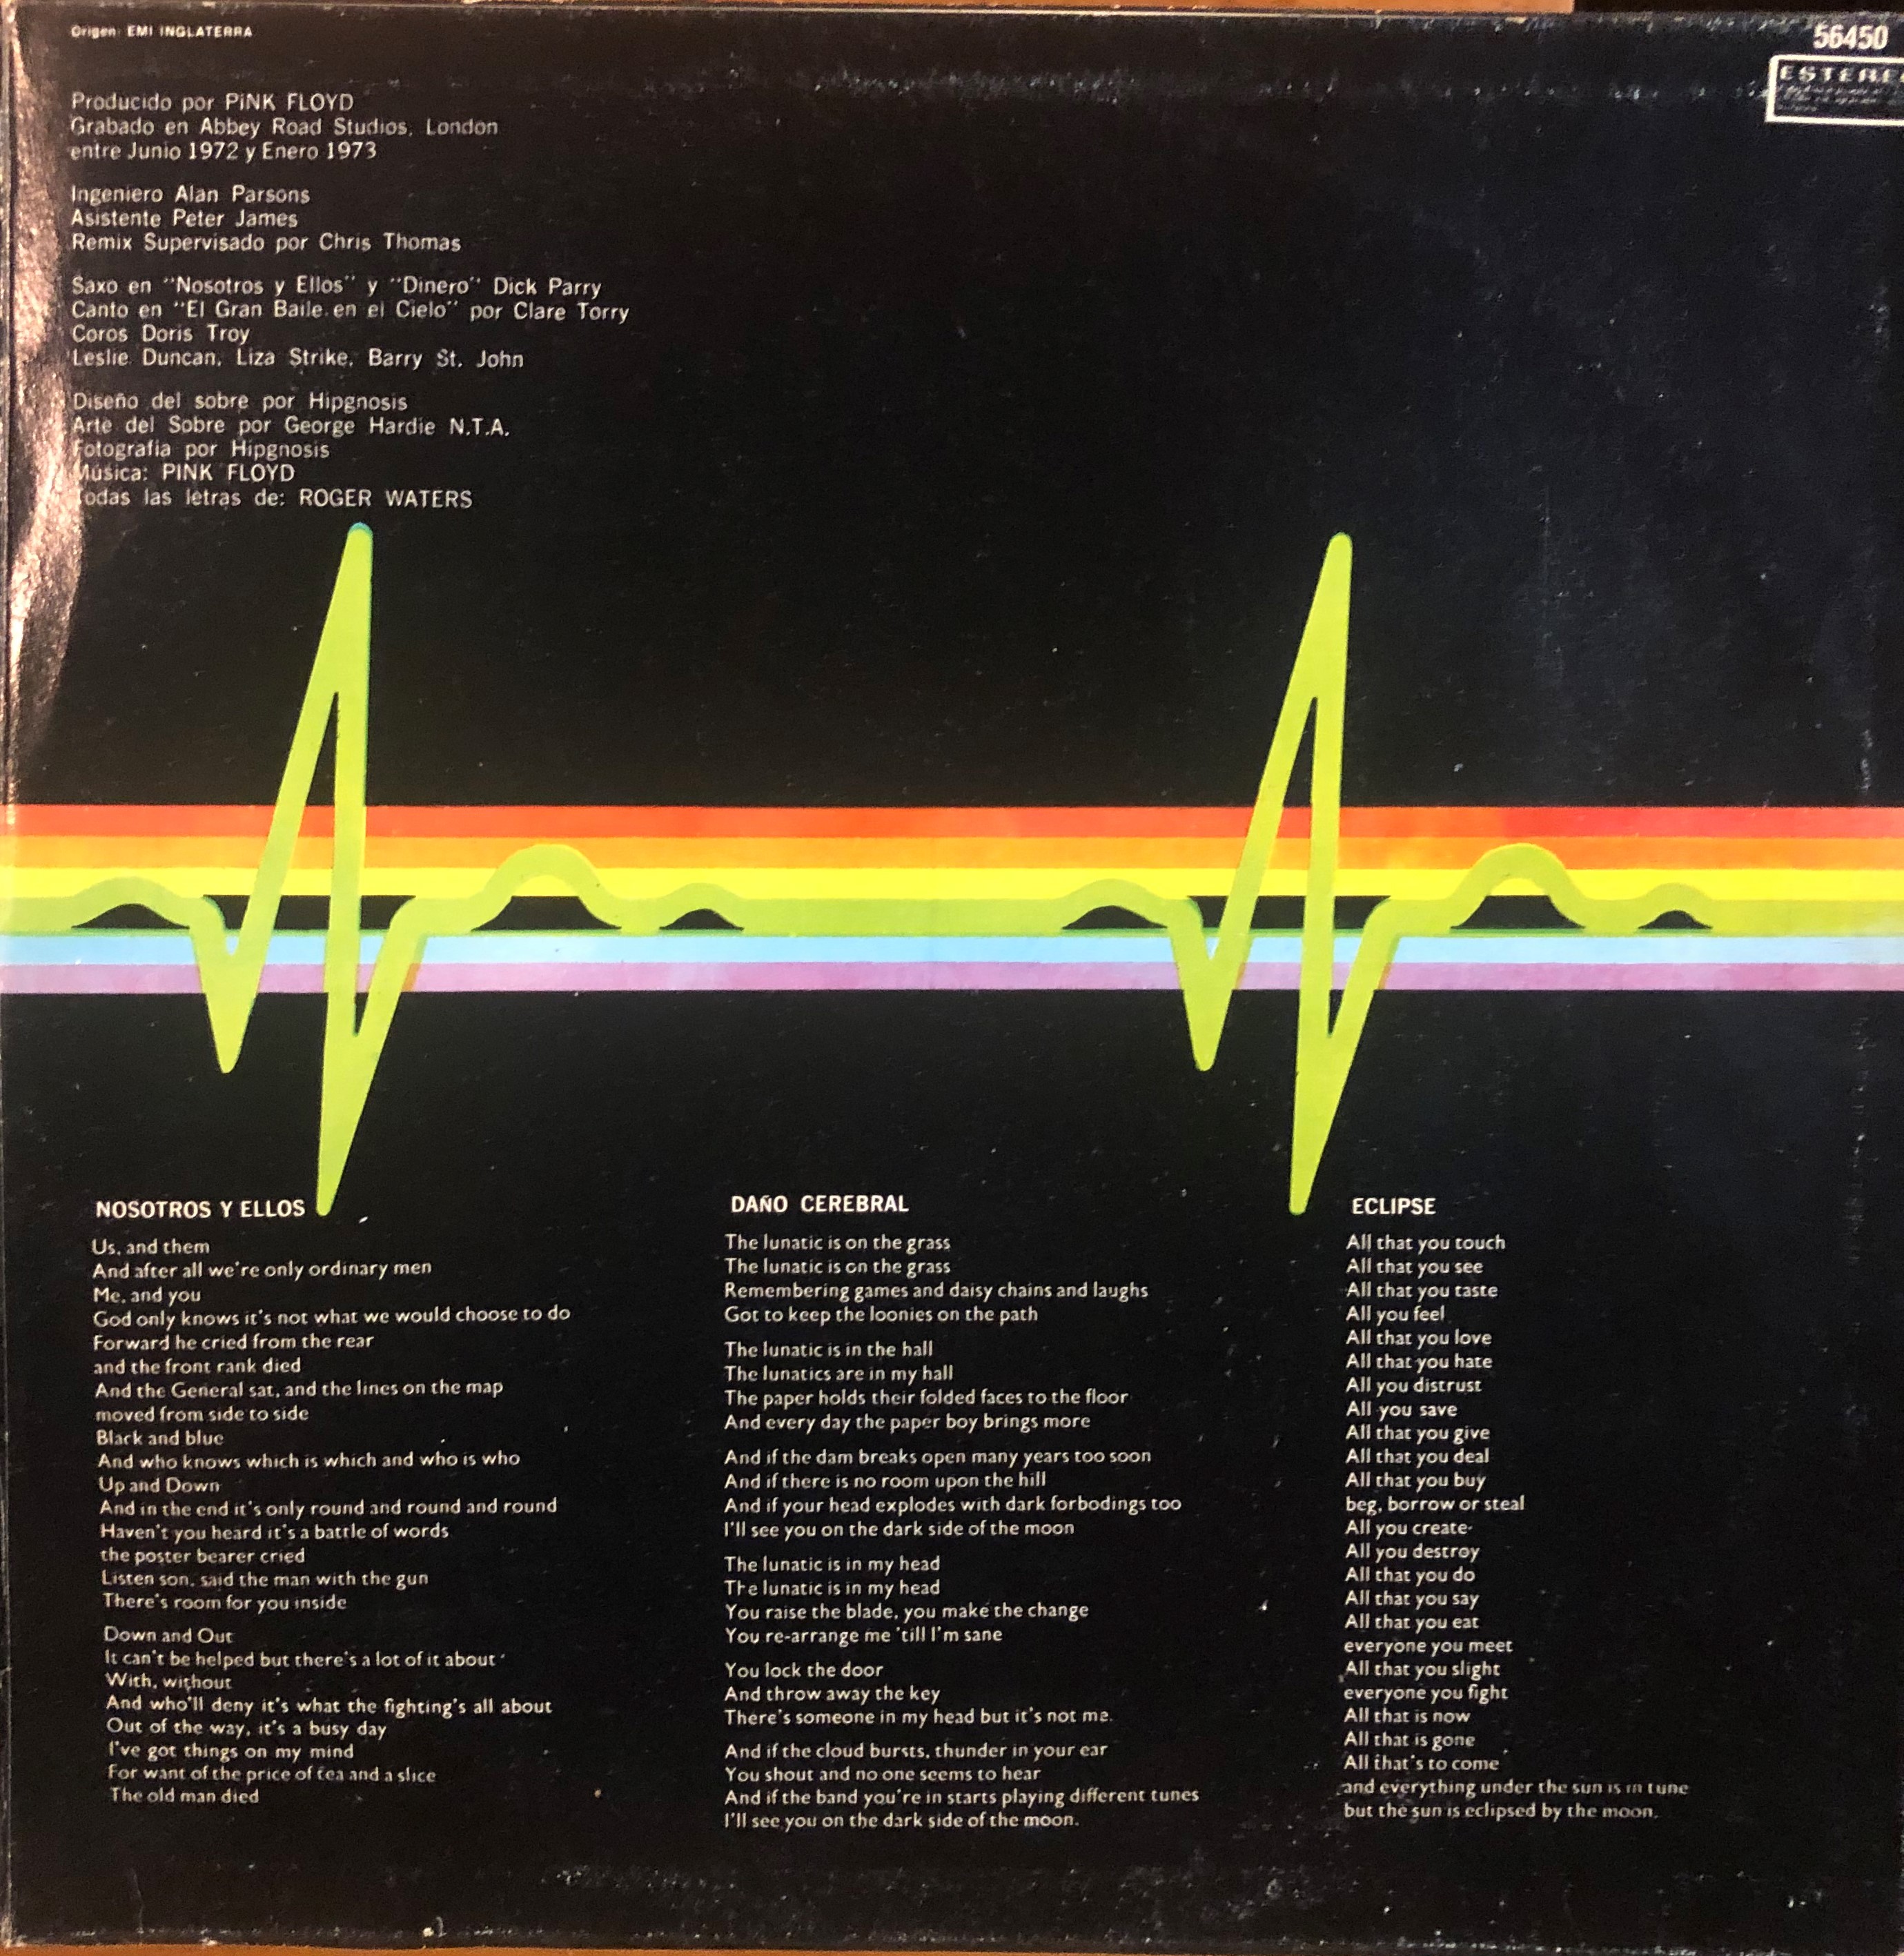 Origen: EMI INGLATERRA
56450
Producido por PiNK FLOYD
Grabado en Abbey Road Studios, London
entre Junio 1972 y Enero 1973
Ingeniero Alan Parsons
Asistente Peter James
Remix Supervisado por Chris Thomas
Saxo en "Nosotros y Ellos" y "Dinero" Dick Parry
Canto en "El Gran Baile en el Cielo" por Clare Torry
Coros Doris Troy
Leslie Duncan, Liza Strike, Barry St. John
Diseño del sobre por Hipgnosis
Arte del Sobre por George Hardie N.T.A.
Fotografia por Hipgnosis
Música: PINK FLOYD
Todas las letras de: ROGER WATERS
NOSOTROS Y ELLOS
Us, and them
And after all we're only ordinary men
Me, and you
God only knows it's not what we would choose to do
Forward he cried from the rear
and the front rank died
And the General sat, and the lines on the map
moved from side to side
Black and blue
And who knows which is which and who is who
Up and Down
And in the end it's only round and round and round
Haven't you heard it's a battle of words
the poster bearer cried
Listen son, said the man with the gun
There's room for you inside
Down and Out
It can't be helped but there's a lot of it about
With, without
And who'll deny it's what the fighting's all about
Out of the way, it's a busy day
I've got things on my mind
For want of the price of tea and a slice
The old man died
DAÑO CEREBRAL
The lunatic is on the grass
The lunatic is on the grass
Remembering games and daisy chains and laughs
Got to keep the loonies on the path
The lunatic is in the hall
The lunatics are in my hall
The paper holds their folded faces to the floor
And every day the paper boy brings more
And if the dam breaks open many years too soon
And if there is no room upon the hill
And if your head explodes with dark forbodings too
I'll see you on the dark side of the moon
The lunatic is in my head
The lunatic is in my head
You raise the blade, you make the change
You re-arrange me 'till I'm sane
You lock the door
And throw away the key
There's someone in my head but it's not me.
And if the cloud bursts, thunder in your ear
You shout and no one seems to hear
And if the band you're in starts playing different tunes
I'll see you on the dark side of the moon.
ECLIPSE
All that you touch
All that you see
All that you taste
All you feel
All that you love
All that you hate
All you distrust
All you save
All that you give
All that you deal
All that you buy
beg, borrow or steal
All you create
All you destroy
All that you do
All that you say
All that you eat
everyone you meet
All that you slight
everyone you fight
All that is now
All that is gone
All that's to come
and everything under the sun is in tune
but the sun is eclipsed by the moon.